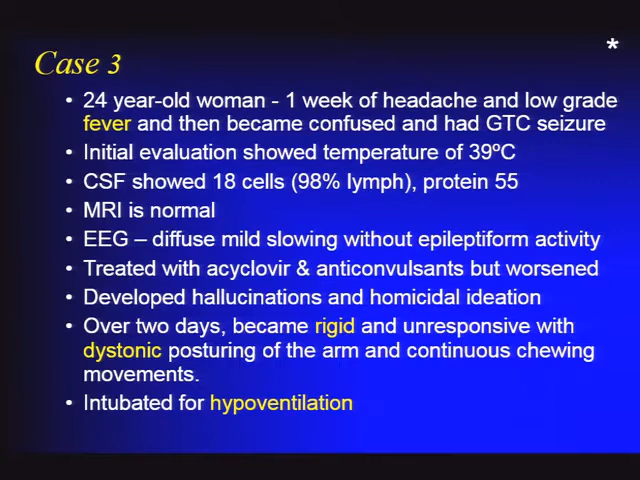 *
Case 3
• 24 year-old woman - 1 week of headache and low grade
fever and then became confused and had GTC seizure
• Initial evaluation showed temperature of 39ºC
• CSF showed 18 cells (98% lymph), protein 55
• MRI is normal
• EEG – diffuse mild slowing without epileptiform activity
• Treated with acyclovir & anticonvulsants but worsened
• Developed hallucinations and homicidal ideation
• Over two days, became rigid and unresponsive with
dystonic posturing of the arm and continuous chewing
movements.
• Intubated for hypoventilation